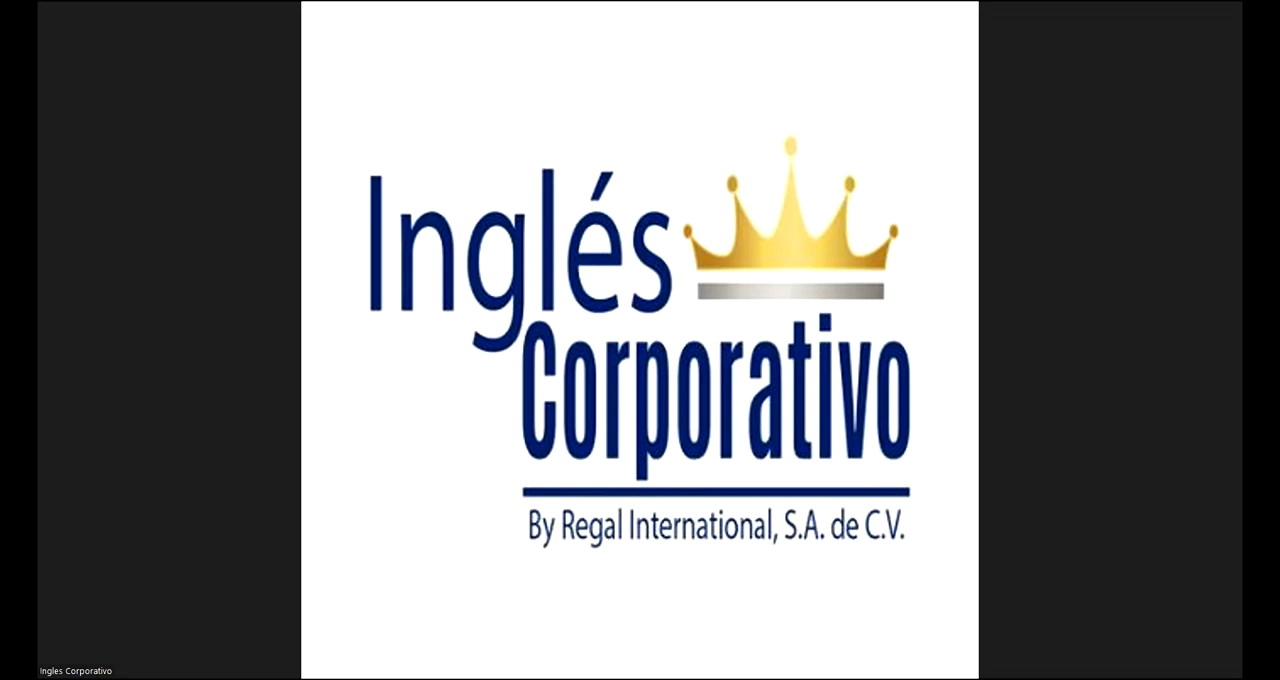 Inglés
Corporativo
By Regal International, S.A. de C.V.
Ingles Corporativo